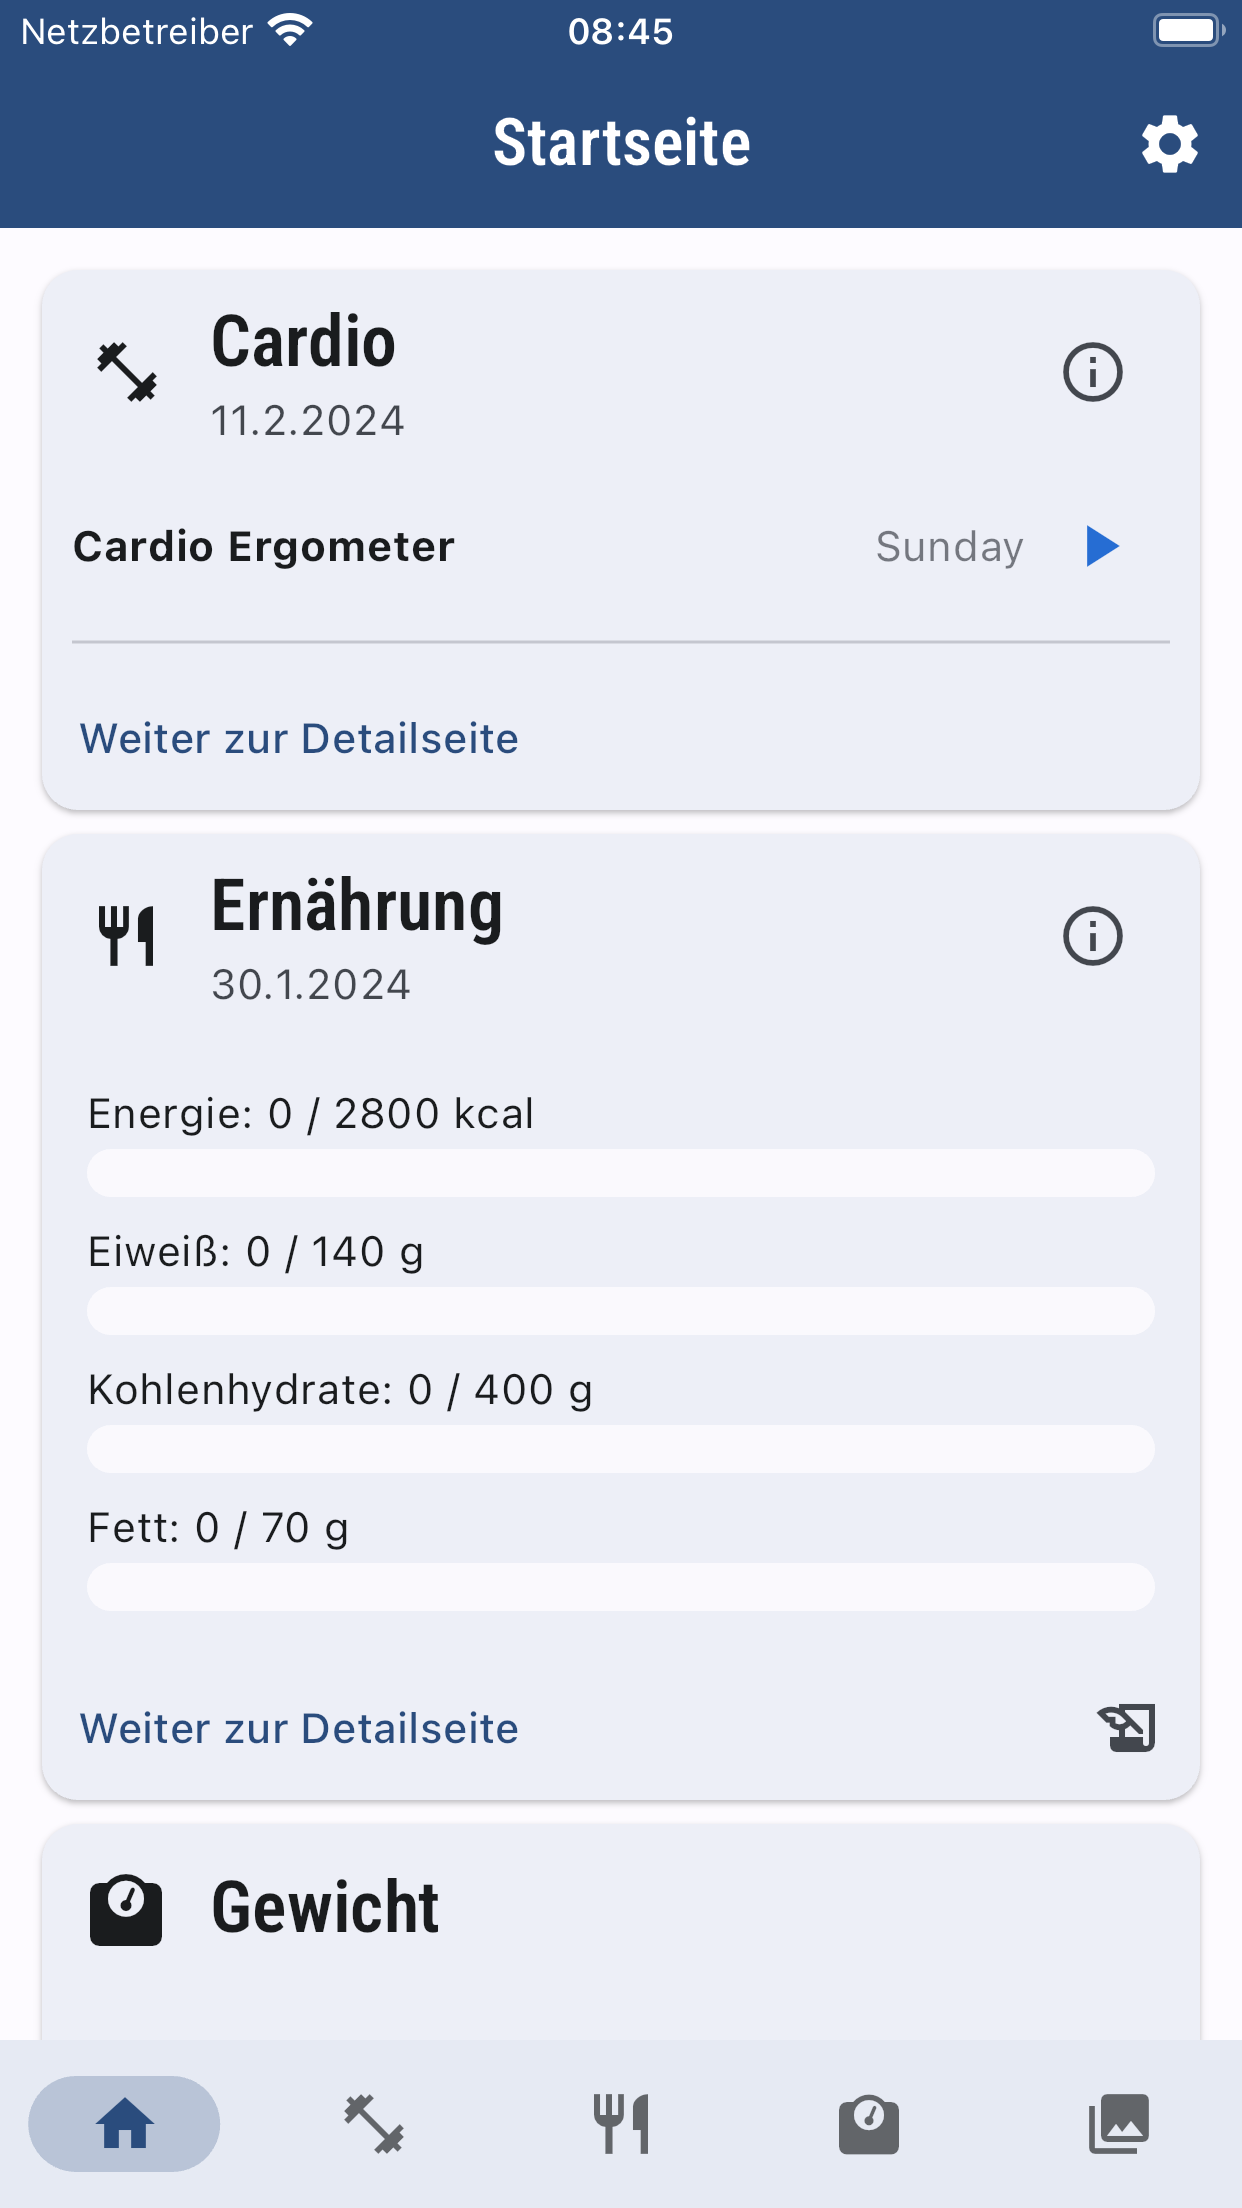 Netzbetreiber 08:45
Startseite
Cardio
11.2.2024
Cardio Ergometer Sunday
Weiter zur Detailseite
Ernährung
30.1.2024
Energie: 0 / 2800 kcal
Eiweiß: 0 / 140 g
Kohlenhydrate: 0 / 400 g
Fett: 0 / 70 g
Weiter zur Detailseite
Gewicht